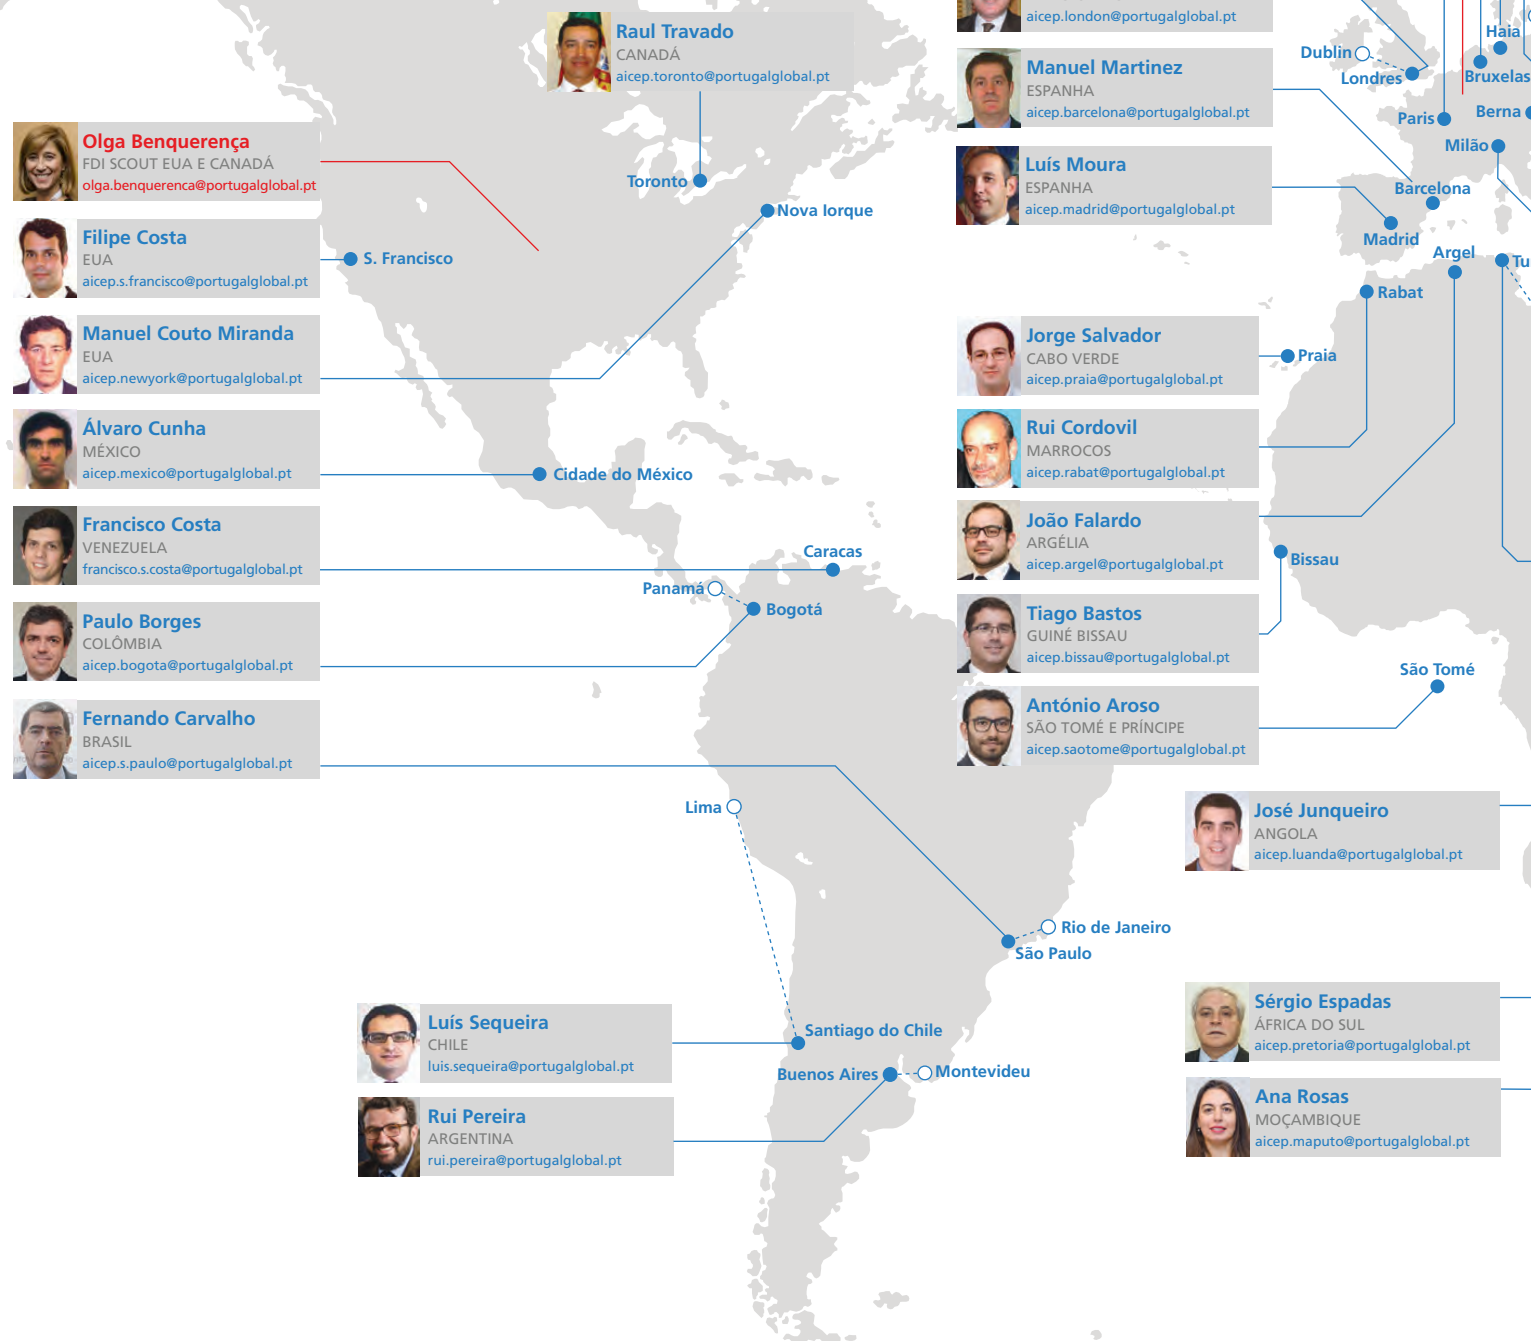 Raul Travado
CANADÁ
aicep.toronto@portugalglobal.pt
Olga Benquerença
FDI SCOUT EUA E CANADÁ
olga.benquerenca@portugalglobal.pt
Filipe Costa
EUA
aicep.s.francisco@portugalglobal.pt
Manuel Couto Miranda
EUA
aicep.newyork@portugalglobal.pt
Álvaro Cunha
MÉXICO
aicep.mexico@portugalglobal.pt
Francisco Costa
VENEZUELA
francisco.s.costa@portugalglobal.pt
Paulo Borges
COLÔMBIA
aicep.bogota@portugalglobal.pt
Fernando Carvalho
BRASIL
aicep.s.paulo@portugalglobal.pt
Luís Sequeira
CHILE
luis.sequeira@portugalglobal.pt
Rui Pereira
ARGENTINA
rui.pereira@portugalglobal.pt
Toronto
Nova Iorque
S. Francisco
Cidade do México
Caracas
Panamá
Bogotá
Lima
Rio de Janeiro
São Paulo
Santiago do Chile
Buenos Aires
Montevideu
aicep.london@portugalglobal.pt
Manuel Martinez
ESPANHA
aicep.barcelona@portugalglobal.pt
Luís Moura
ESPANHA
aicep.madrid@portugalglobal.pt
Jorge Salvador
CABO VERDE
aicep.praia@portugalglobal.pt
Rui Cordovil
MARROCOS
aicep.rabat@portugalglobal.pt
João Falardo
ARGÉLIA
aicep.argel@portugalglobal.pt
Tiago Bastos
GUINÉ BISSAU
aicep.bissau@portugalglobal.pt
António Aroso
SÃO TOMÉ E PRÍNCIPE
aicep.saotome@portugalglobal.pt
José Junqueiro
ANGOLA
aicep.luanda@portugalglobal.pt
Sérgio Espadas
ÁFRICA DO SUL
aicep.pretoria@portugalglobal.pt
Ana Rosas
MOÇAMBIQUE
aicep.maputo@portugalglobal.pt
Haia
Dublin
Londres
Bruxelas
Paris
Berna
Milão
Barcelona
Madrid
Argel
Tu
Rabat
Praia
Bissau
São Tomé